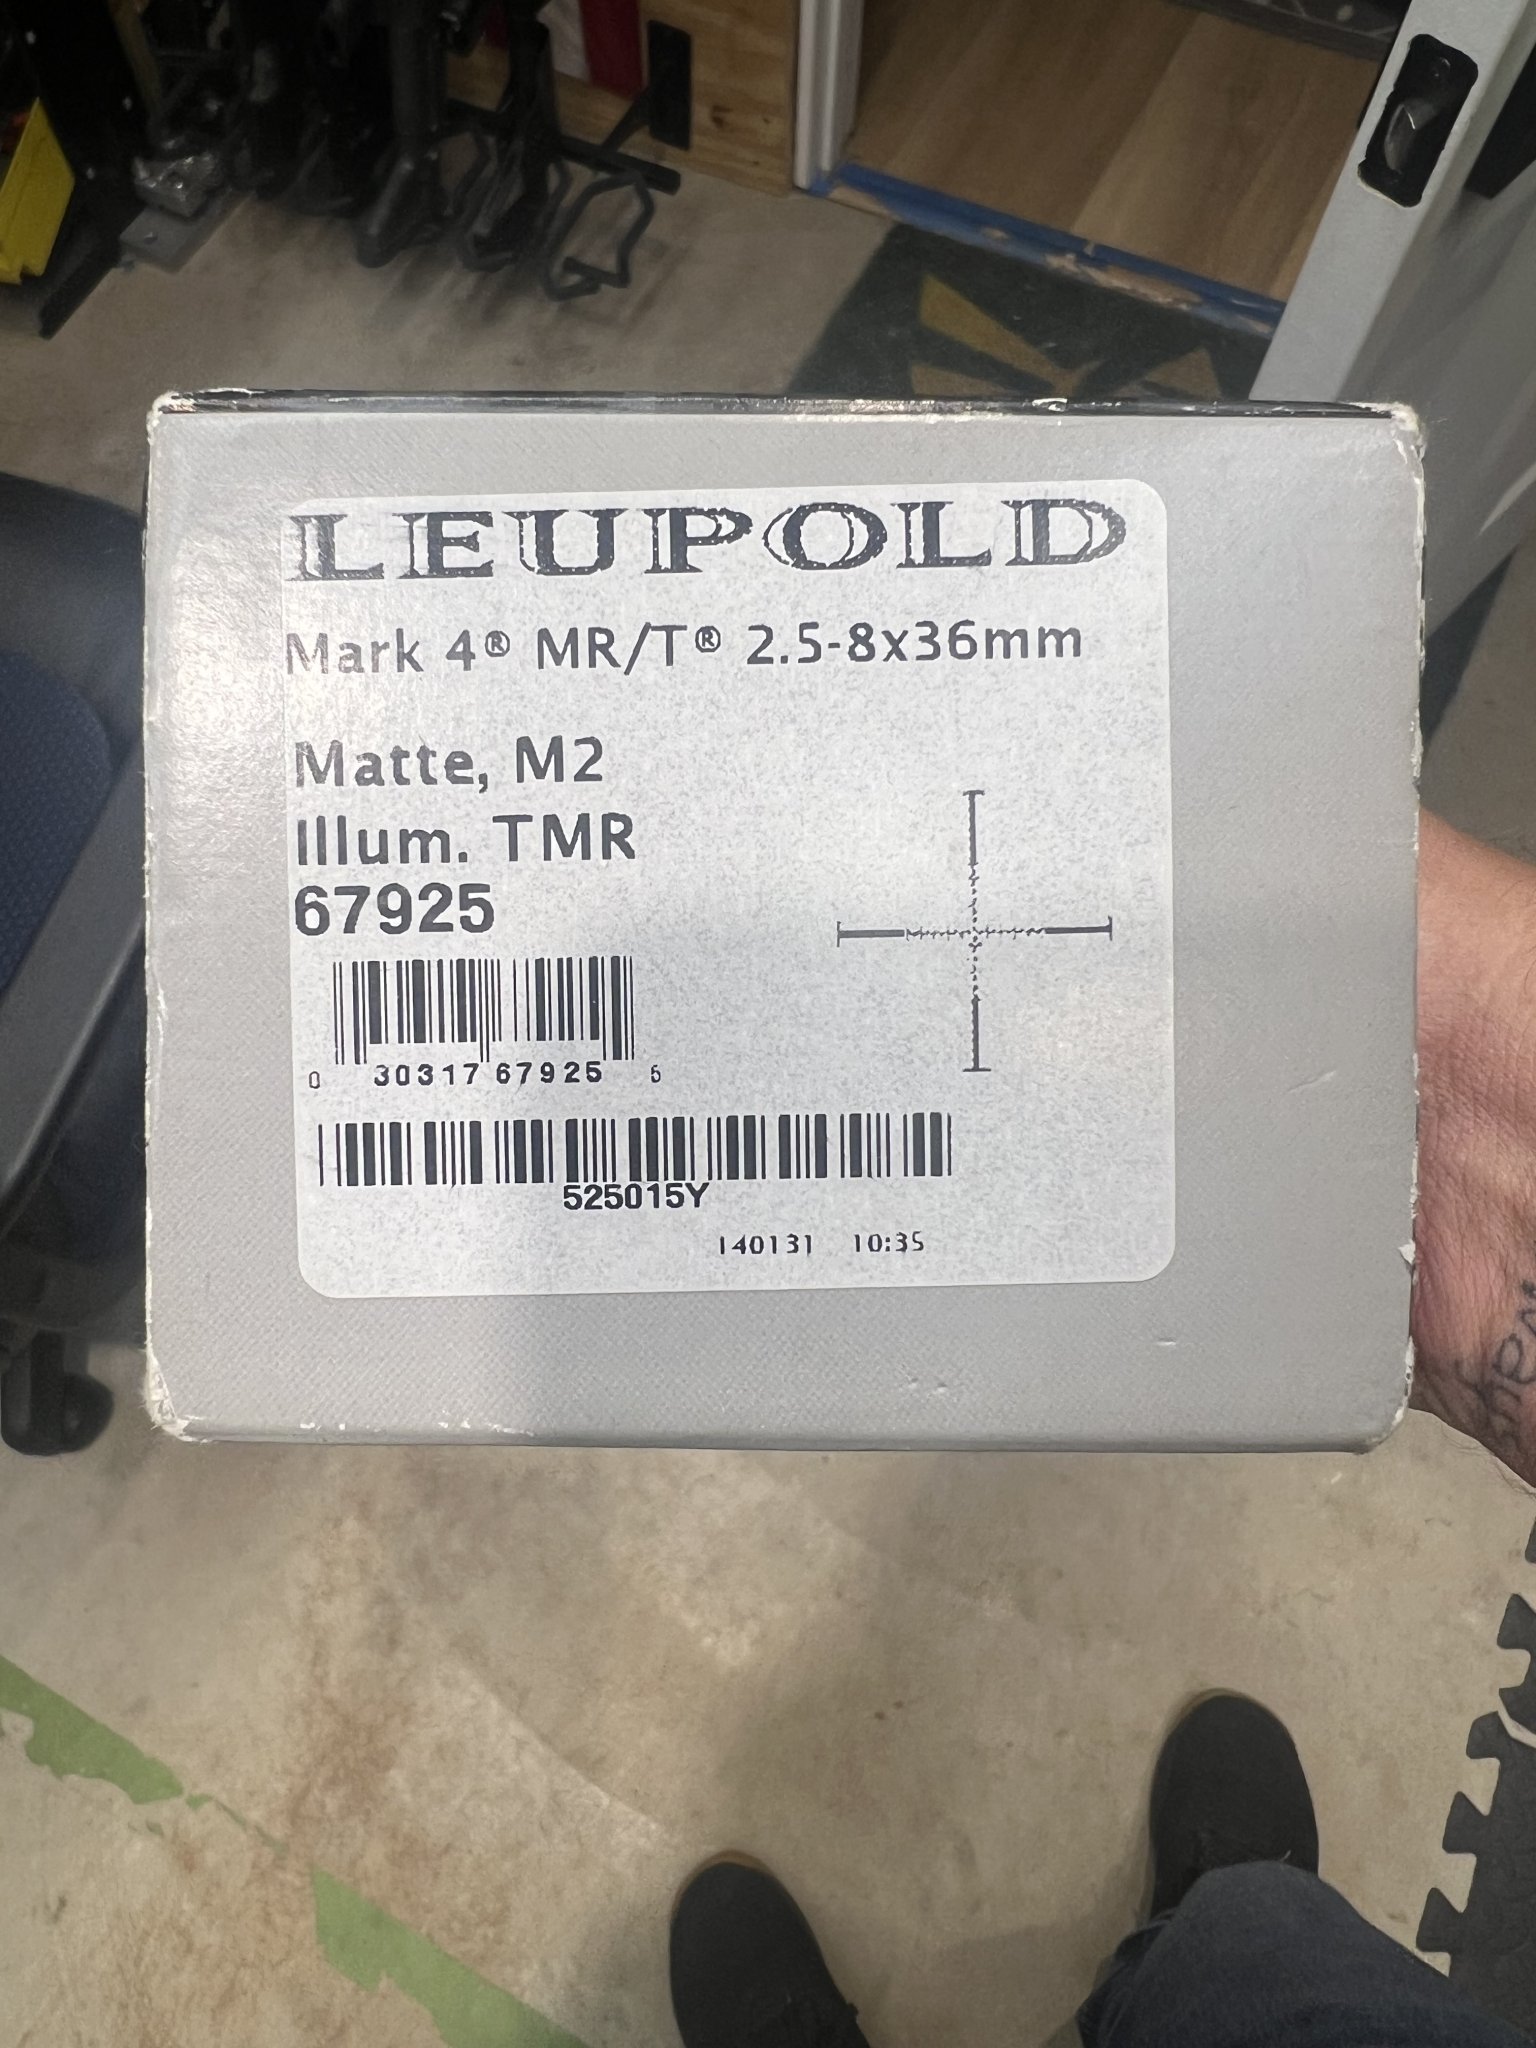 LEUPOLD
Mark 4® MR/T® 2.5-8x36mm
Matte, M2
Illum. TMR
67925
0 30317 67925 5
525015Y
140131 10:35